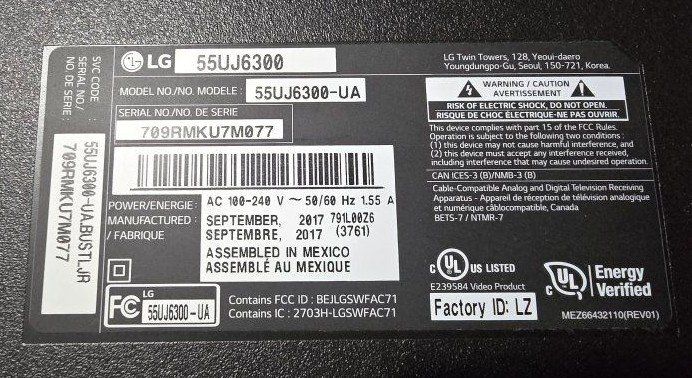 SVC CODE
SERIAL NO./
NO DE SÉRIE
55UJ6300-UA.BUSTLJR
709RMKU7M077
LG 55UJ6300
MODEL NO./NO. MODELE : 55UJ6300-UA
SERIAL NO./NO. DE SERIE
709RMKU7M077
POWER/ENERGIE: AC 100-240 V ~ 50/60 Hz 1.55 A
MANUFACTURED : SEPTEMBER, 2017 791L00Z6
/ FABRIQUE SEPTEMBRE, 2017 (3761)
ASSEMBLED IN MEXICO
ASSEMBLÉ AU MEXIQUE
FC LG
55UJ6300-UA
Contains FCC ID : BEJLGSWFAC71
Contains IC : 2703H-LGSWFAC71
LG Twin Towers, 128, Yeoui-daero
Youngdungpo-Gu, Seoul, 150-721, Korea.
WARNING / CAUTION
AVERTISSEMENT
RISK OF ELECTRIC SHOCK, DO NOT OPEN.
RISQUE DE CHOC ÉLECTRIQUE-NE PAS OUVRIR.
This device complies with part 15 of the FCC Rules.
Operation is subject to the following two conditions :
(1) this device may not cause harmful interference, and
(2) this device must accept any interference received,
including interference that may cause undesired operation.
CAN ICES-3 (B)/NMB-3 (B)
Cable-Compatible Analog and Digital Television Receiving
Apparatus - Appareil de réception de télévision analogique
et numérique câblocompatible, Canada
BETS-7 / NTMR-7
C UL US LISTED
E239584 Video Product
Factory ID: LZ
UL Energy
Verified
MEZ66432110(REV01)